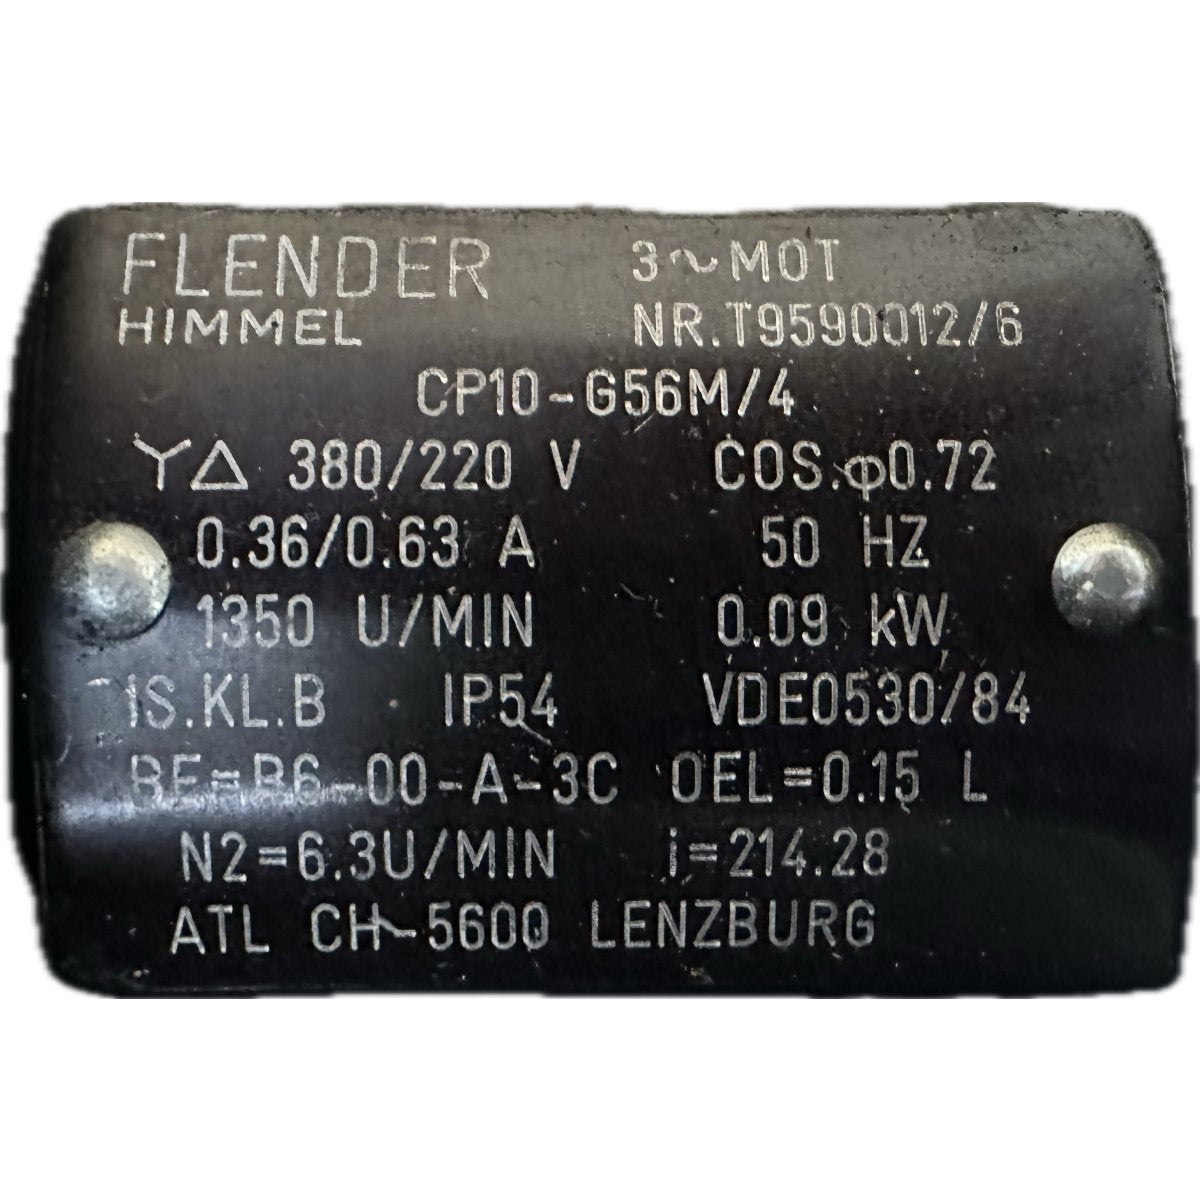 FLENDER 3~MOT
HIMMEL NR.T9590012/6
CP10-G56M/4
Y△ 380/220 V COS.φ0.72
0.36/0.63 A 50 HZ
1350 U/MIN 0.09 kW
IS.KL.B IP54 VDE0530/84
BF=B6-00-A-3C OEL=0.15 L
N2=6.3U/MIN i=214.28
ATL CH-5600 LENZBURG